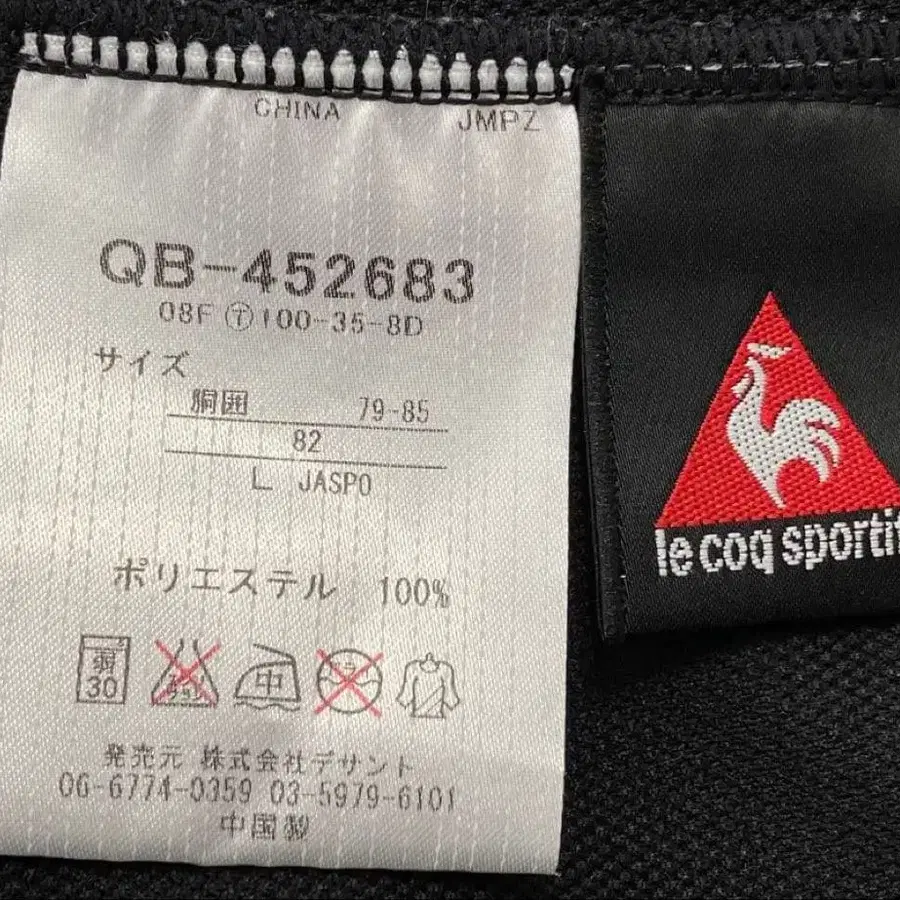 CHINA JMPZ
QB-452683
08F Ⓣ 100-35-8D
サイズ
胴囲 79-85
82
L JASPO
ポリエステル 100%
弱
30
中
発売元 株式会社デサント
06-6774-0359 03-5979-6101
中国製
le coq sportif